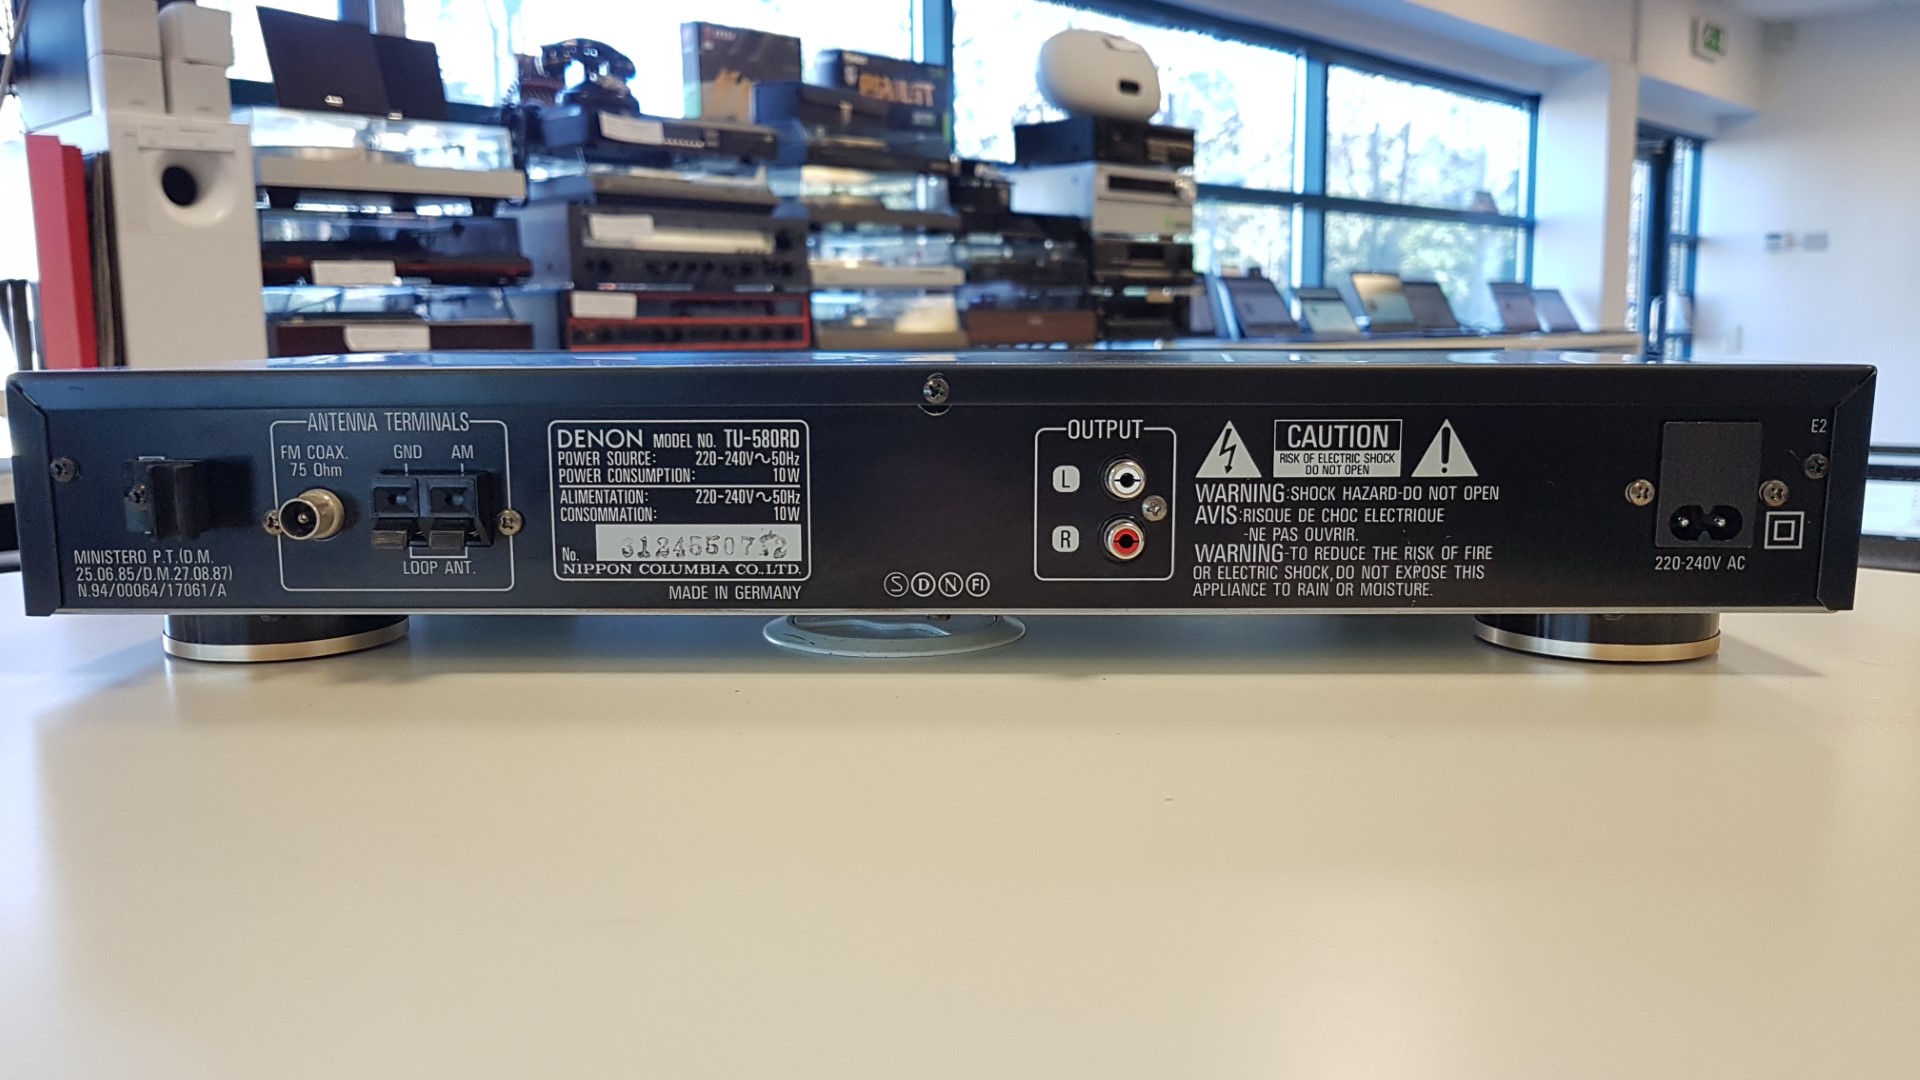 ANTENNA TERMINALS
FM COAX.
75 Ohm
GND
AM
LOOP ANT.
MINISTERO P.T.(D.M.
25.06.85/D.M.27.08.87)
N.94/00064/17061/A
DENON MODEL NO. TU-580RD
POWER SOURCE: 220-240V~50Hz
POWER CONSUMPTION: 10W
ALIMENTATION: 220-240V~50Hz
CONSOMMATION: 10W
No.
NIPPON COLUMBIA CO.,LTD.
MADE IN GERMANY
S D N FI
OUTPUT
L
R
CAUTION
RISK OF ELECTRIC SHOCK
DO NOT OPEN
WARNING:SHOCK HAZARD-DO NOT OPEN
AVIS:RISQUE DE CHOC ELECTRIQUE
-NE PAS OUVRIR.
WARNING-TO REDUCE THE RISK OF FIRE
OR ELECTRIC SHOCK, DO NOT EXPOSE THIS
APPLIANCE TO RAIN OR MOISTURE.
E2
220-240V AC